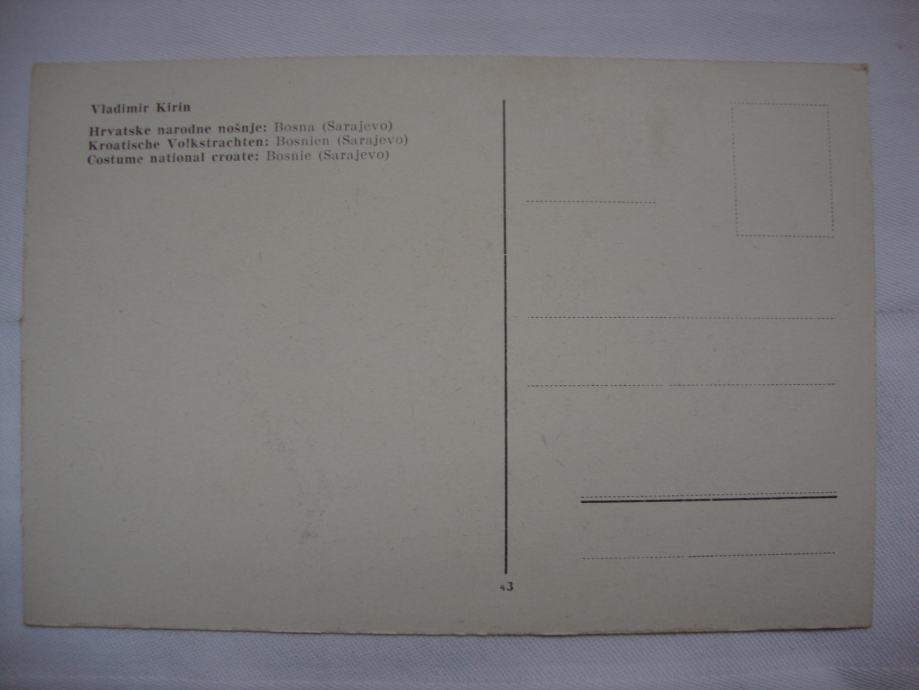 Vladimir Kirin
Hrvatske narodne nošnje: Bosna (Sarajevo)
Kroatische Volkstrachten: Bosnien (Sarajevo)
Costume national croate: Bosnie (Sarajevo)
43